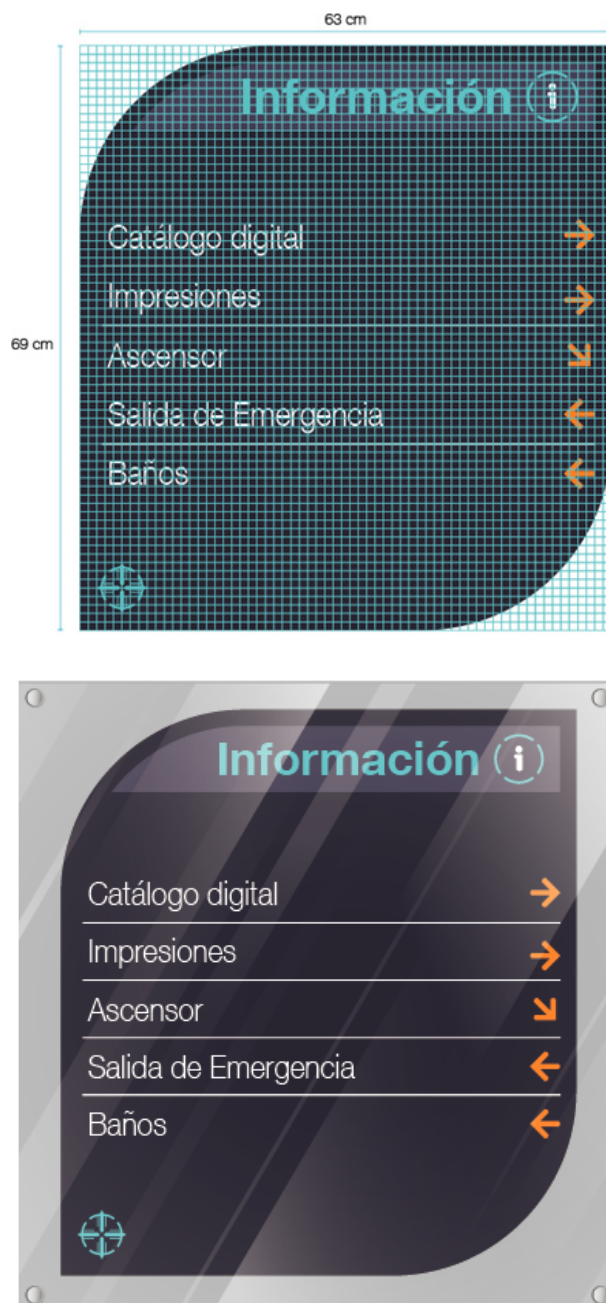 63 cm
Información i
Catálogo digital
Impresiones
69 cm
Ascensor
Salida de Emergencia
Baños
Información i
Catálogo digital
Impresiones
Ascensor
Salida de Emergencia
Baños